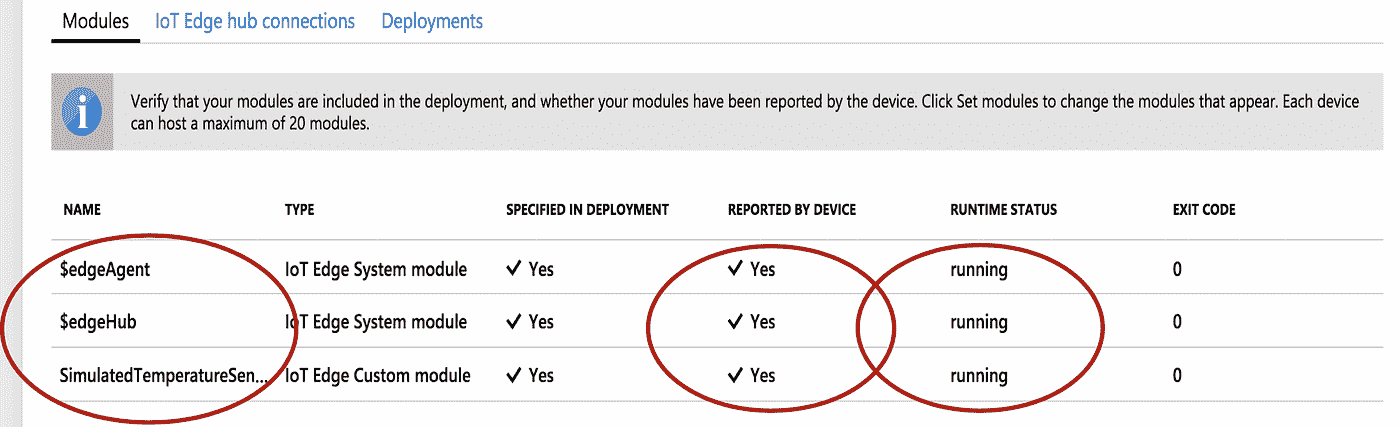 Modules IoT Edge hub connections Deployments
i
Verify that your modules are included in the deployment, and whether your modules have been reported by the device. Click Set modules to change the modules that appear. Each device
can host a maximum of 20 modules.
NAME TYPE SPECIFIED IN DEPLOYMENT REPORTED BY DEVICE RUNTIME STATUS EXIT CODE
$edgeAgent IoT Edge System module ✓ Yes ✓ Yes running 0
$edgeHub IoT Edge System module ✓ Yes ✓ Yes running 0
SimulatedTemperatureSen... IoT Edge Custom module ✓ Yes ✓ Yes running 0